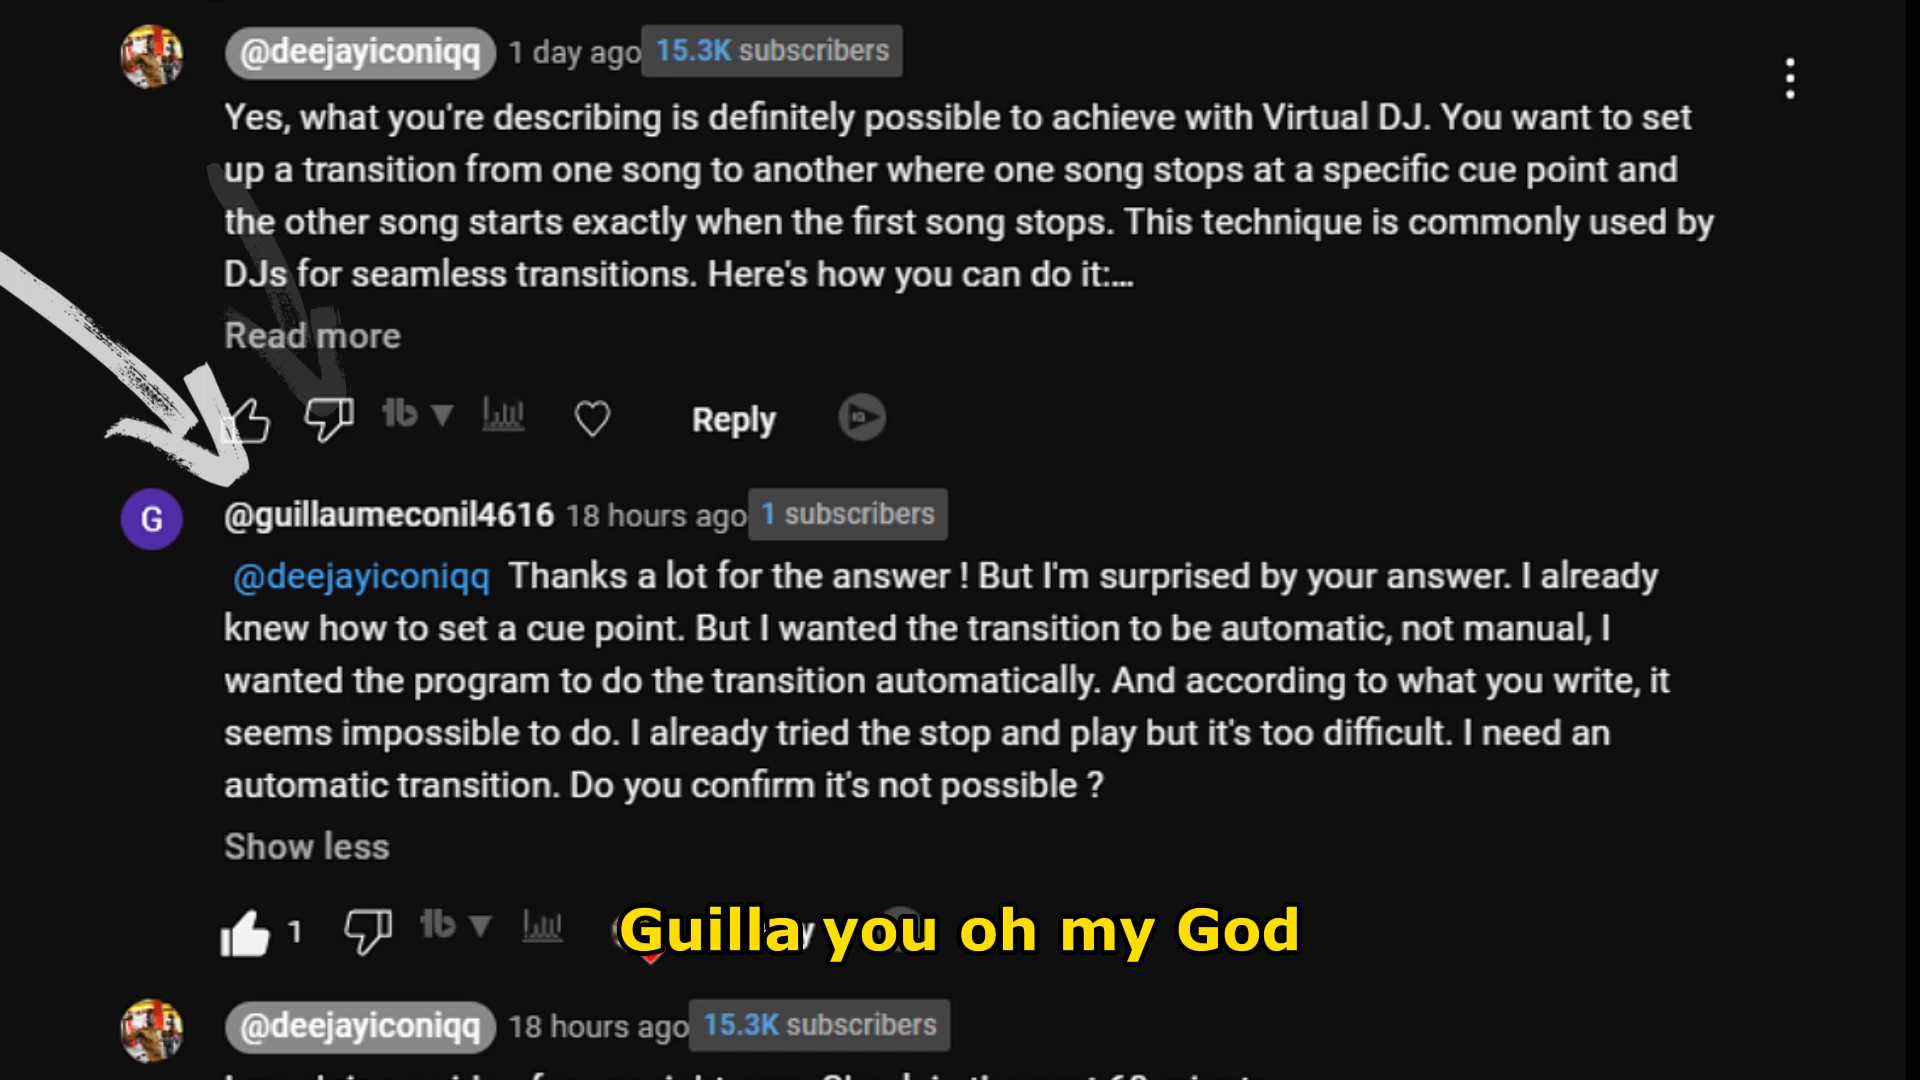 @deejayiconiqq 1 day ago 15.3K subscribers
Yes, what you're describing is definitely possible to achieve with Virtual DJ. You want to set
up a transition from one song to another where one song stops at a specific cue point and
the other song starts exactly when the first song stops. This technique is commonly used by
DJs for seamless transitions. Here's how you can do it:...
Read more
Reply
G
@guillaumeconil4616 18 hours ago 1 subscribers
@deejayiconiqq Thanks a lot for the answer ! But I'm surprised by your answer. I already
knew how to set a cue point. But I wanted the transition to be automatic, not manual, I
wanted the program to do the transition automatically. And according to what you write, it
seems impossible to do. I already tried the stop and play but it's too difficult. I need an
automatic transition. Do you confirm it's not possible ?
Show less
1
Guilla you oh my God
@deejayiconiqq 18 hours ago 15.3K subscribers